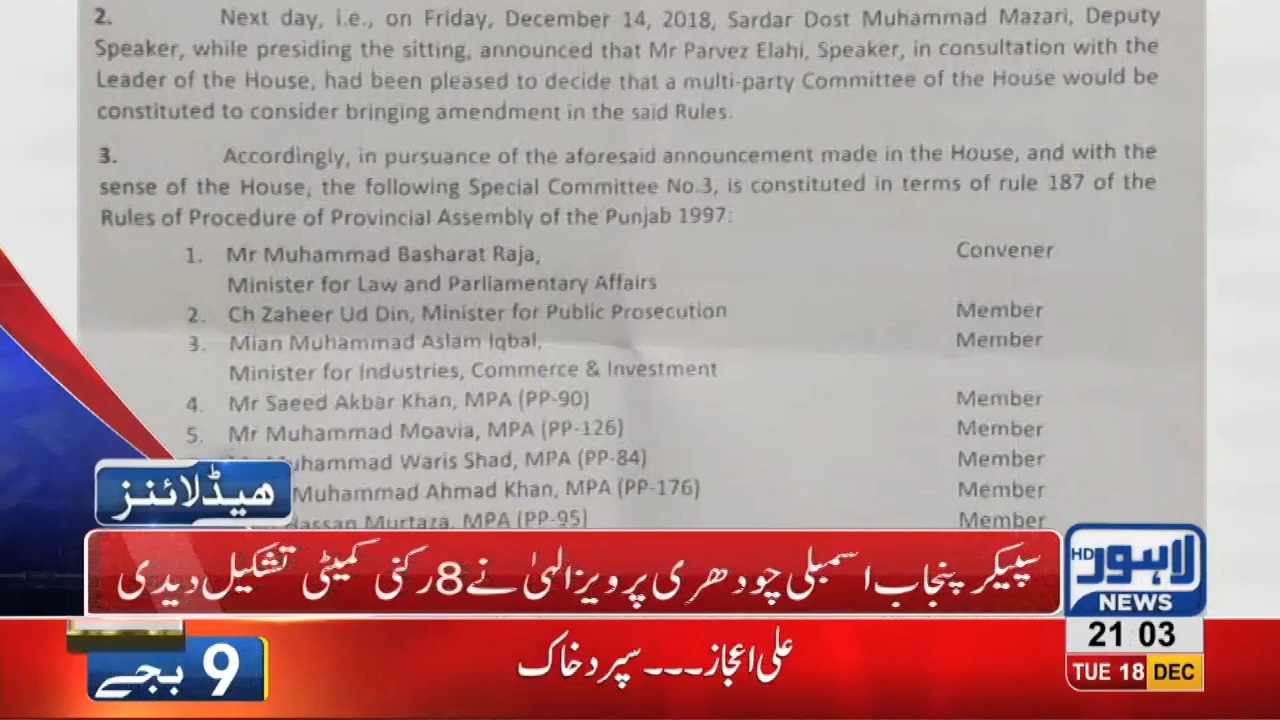 2. Next day, i.e., on Friday, December 14, 2018, Sardar Dost Muhammad Mazari, Deputy
Speaker, while presiding the sitting, announced that Mr Parvez Elahi, Speaker, in consultation with the
Leader of the House, had been pleased to decide that a multi-party Committee of the House would be
constituted to consider bringing amendment in the said Rules.
3. Accordingly, in pursuance of the aforesaid announcement made in the House, and with the
sense of the House, the following Special Committee No.3, is constituted in terms of rule 187 of the
Rules of Procedure of Provincial Assembly of the Punjab 1997:
1. Mr Muhammad Basharat Raja, Convener
Minister for Law and Parliamentary Affairs
2. Ch Zaheer Ud Din, Minister for Public Prosecution Member
3. Mian Muhammad Aslam Iqbal, Member
Minister for Industries, Commerce & Investment
4. Mr Saeed Akbar Khan, MPA (PP-90) Member
5. Mr Muhammad Moavia, MPA (PP-126) Member
Muhammad Waris Shad, MPA (PP-84) Member
Muhammad Ahmad Khan, MPA (PP-176) Member
Hassan Murtaza, MPA (PP-95) Member
ھیڈلائنز
سپیکر پنجاب اسمبلی چودھری پرویز الہیٰ نے 8 رکنی کمیٹی تشکیل دیدی
لاہور HD
NEWS
21 03
TUE 18 DEC
علی اعجاز۔۔۔سپرد خاک
9 بجے